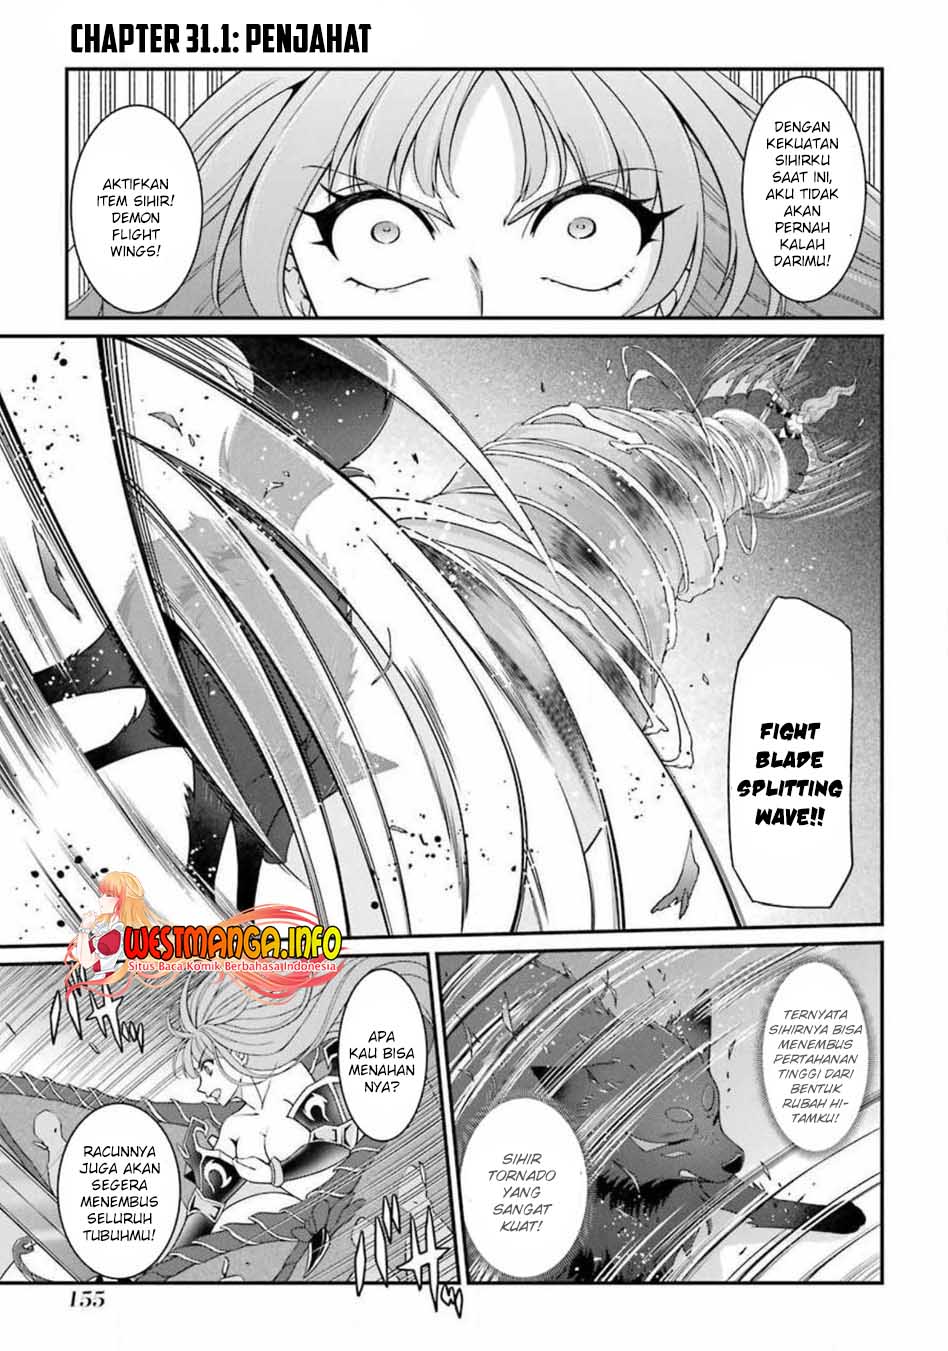 CHAPTER 31.1: PENJAHAT
DENGAN
KEKUATAN
SIHIRKU
SAAT INI,
AKU TIDAK
AKAN
PERNAH
KALAH
DARIMU!
AKTIFKAN
ITEM SIHIR!
DEMON
FLIGHT
WINGS!
FIGHT
BLADE
SPLITTING
WAVE!!
WESTMANGA.INFO
SITUS BACA KOMIK BERBAHASA INDONESIA
TERNYATA
SIHIRNYA BISA
MENEMBUS
PERTAHANAN
TINGGI DARI
BENTUK
RUBAH HI-
TAMKU!
SIHIR
TORNADO
YANG
SANGAT
KUAT!
APA
KAU BISA
MENAHAN
NYA?
RACUNNYA
JUGA AKAN
SEGERA
MENEMBUS
SELURUH
TUBUHMU!
155